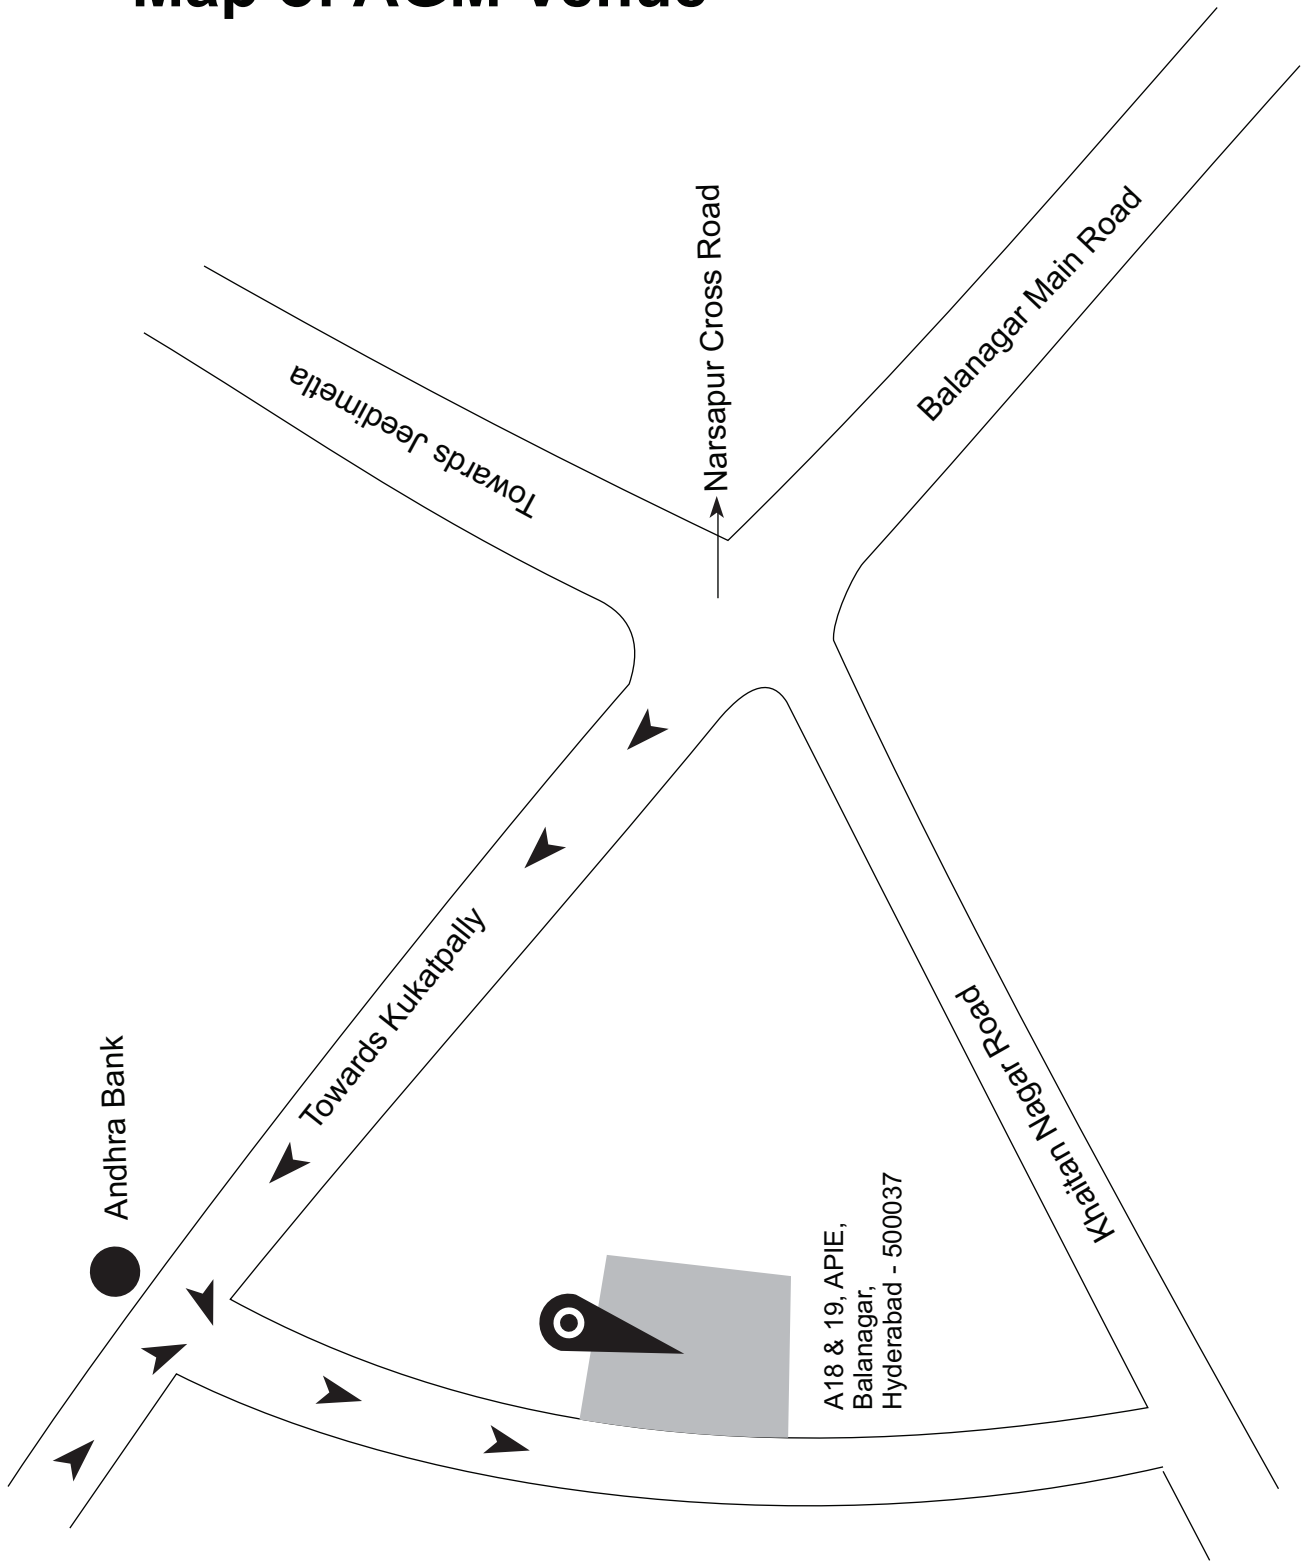 Map of AGM Venue
Narsapur Cross Road
Balanagar Main Road
Towards Jeedimetla
Towards Kukatpally
Andhra Bank
Khaitan Nagar Road
A18 & 19, APIE,
Balanagar,
Hyderabad - 500037